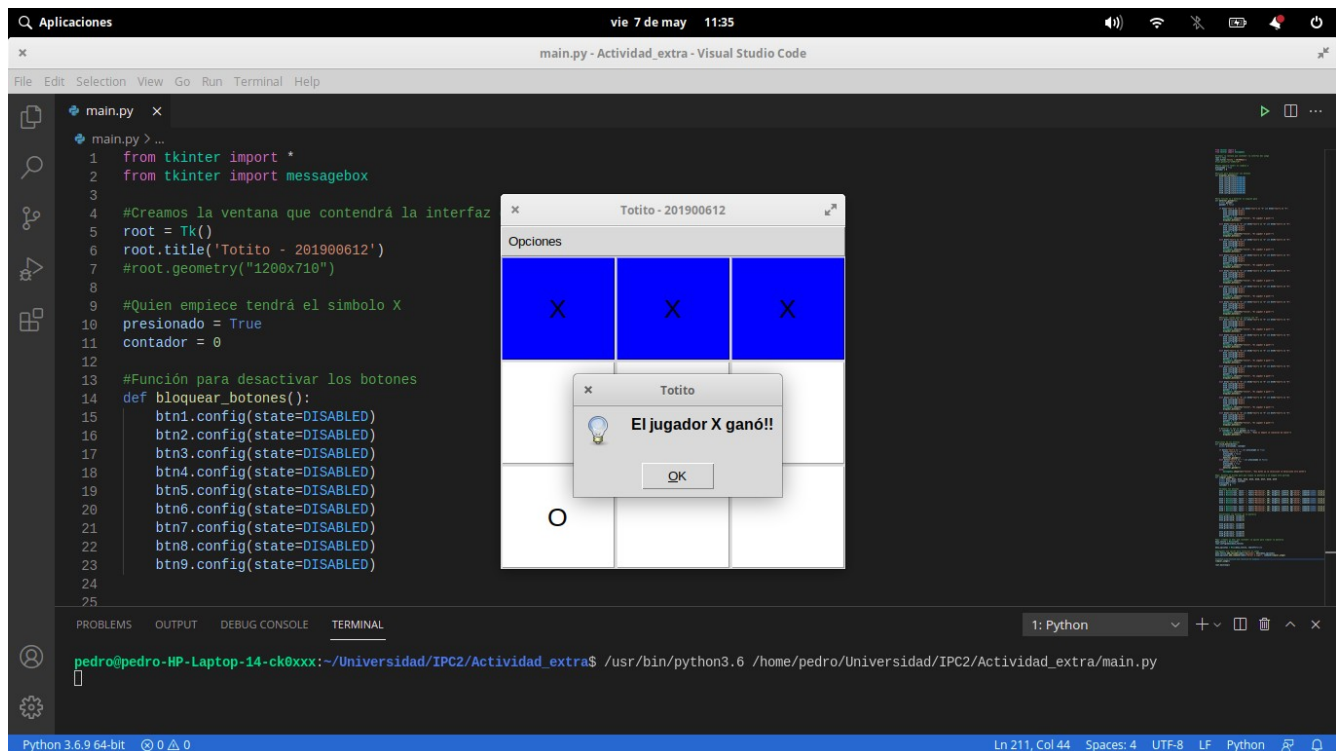 Aplicaciones vie 7 de may 11:35
main.py - Actividad_extra - Visual Studio Code
File Edit Selection View Go Run Terminal Help
main.py
main.py > ...
1 from tkinter import *
2 from tkinter import messagebox
3
4 #Creamos la ventana que contendrá la interfaz
5 root = Tk()
6 root.title('Totito - 201900612')
7 #root.geometry("1200x710")
8
9 #Quien empiece tendrá el simbolo X
10 presionado = True
11 contador = 0
12
13 #Función para desactivar los botones
14 def bloquear_botones():
15 btn1.config(state=DISABLED)
16 btn2.config(state=DISABLED)
17 btn3.config(state=DISABLED)
18 btn4.config(state=DISABLED)
19 btn5.config(state=DISABLED)
20 btn6.config(state=DISABLED)
21 btn7.config(state=DISABLED)
22 btn8.config(state=DISABLED)
23 btn9.config(state=DISABLED)
24
25
Totito - 201900612
Opciones
X X X
Totito
El jugador X ganó!!
OK
O
PROBLEMS OUTPUT DEBUG CONSOLE TERMINAL 1: Python
pedro@pedro-HP-Laptop-14-ck0xxx:~/Universidad/IPC2/Actividad_extra$ /usr/bin/python3.6 /home/pedro/Universidad/IPC2/Actividad_extra/main.py
Python 3.6.9 64-bit 0 0 Ln 211, Col 44 Spaces: 4 UTF-8 LF Python